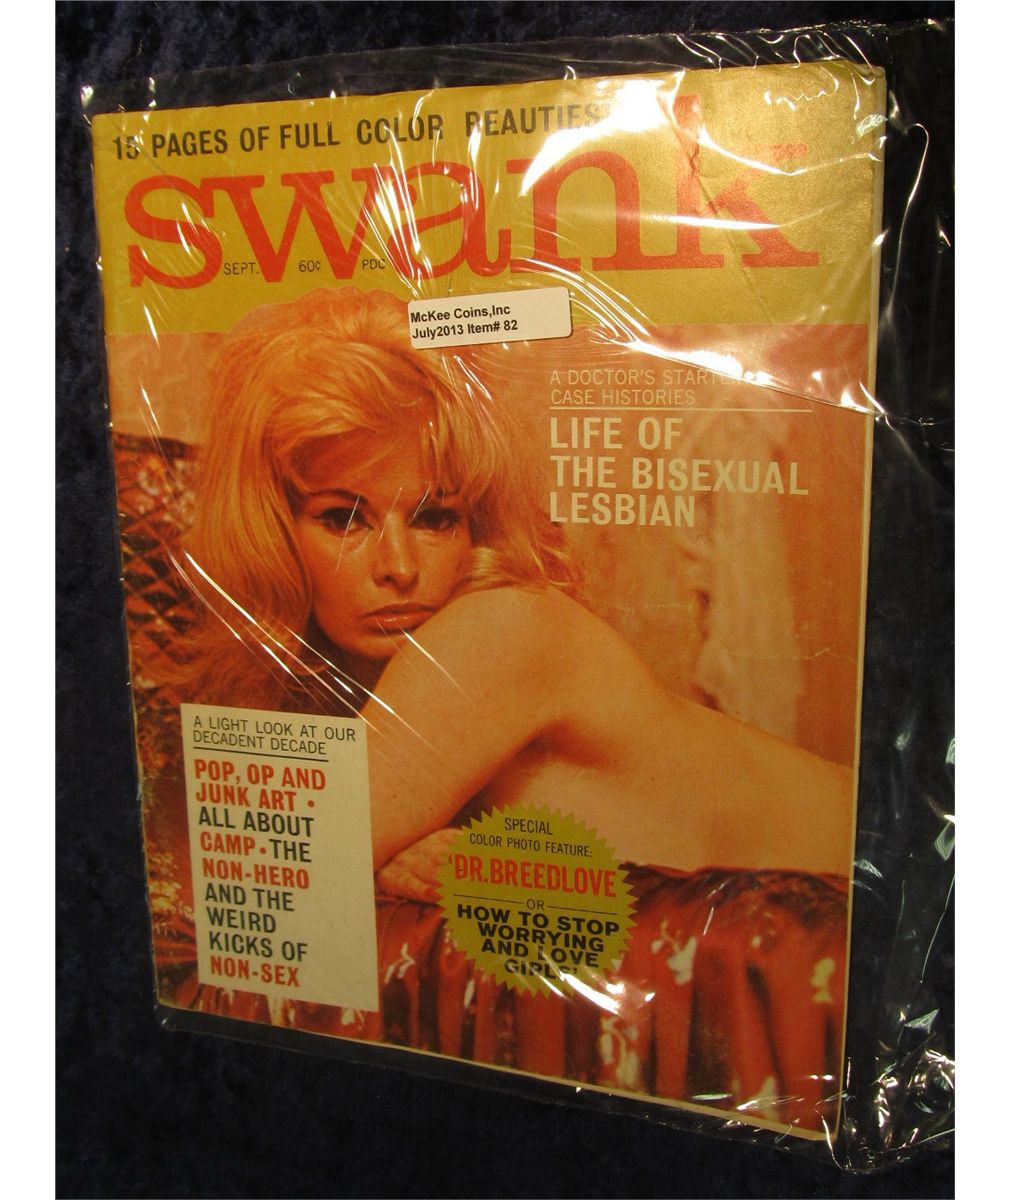 15 PAGES OF FULL COLOR BEAUTIES
swank
SEPT. 60¢ PDC
McKee Coins,Inc
July2013 Item# 82
A DOCTOR'S
CASE HISTORIES
LIFE OF
THE BISEXUAL
LESBIAN
A LIGHT LOOK AT OUR
DECADENT DECADE
POP, OP AND
JUNK ART •
ALL ABOUT
CAMP • THE
NON-HERO
AND THE
WEIRD
KICKS OF
NON-SEX
SPECIAL
COLOR PHOTO FEATURE:
'DR.BREEDLOVE
OR
HOW TO STOP
WORRYING
AND LOVE
GIRLS'